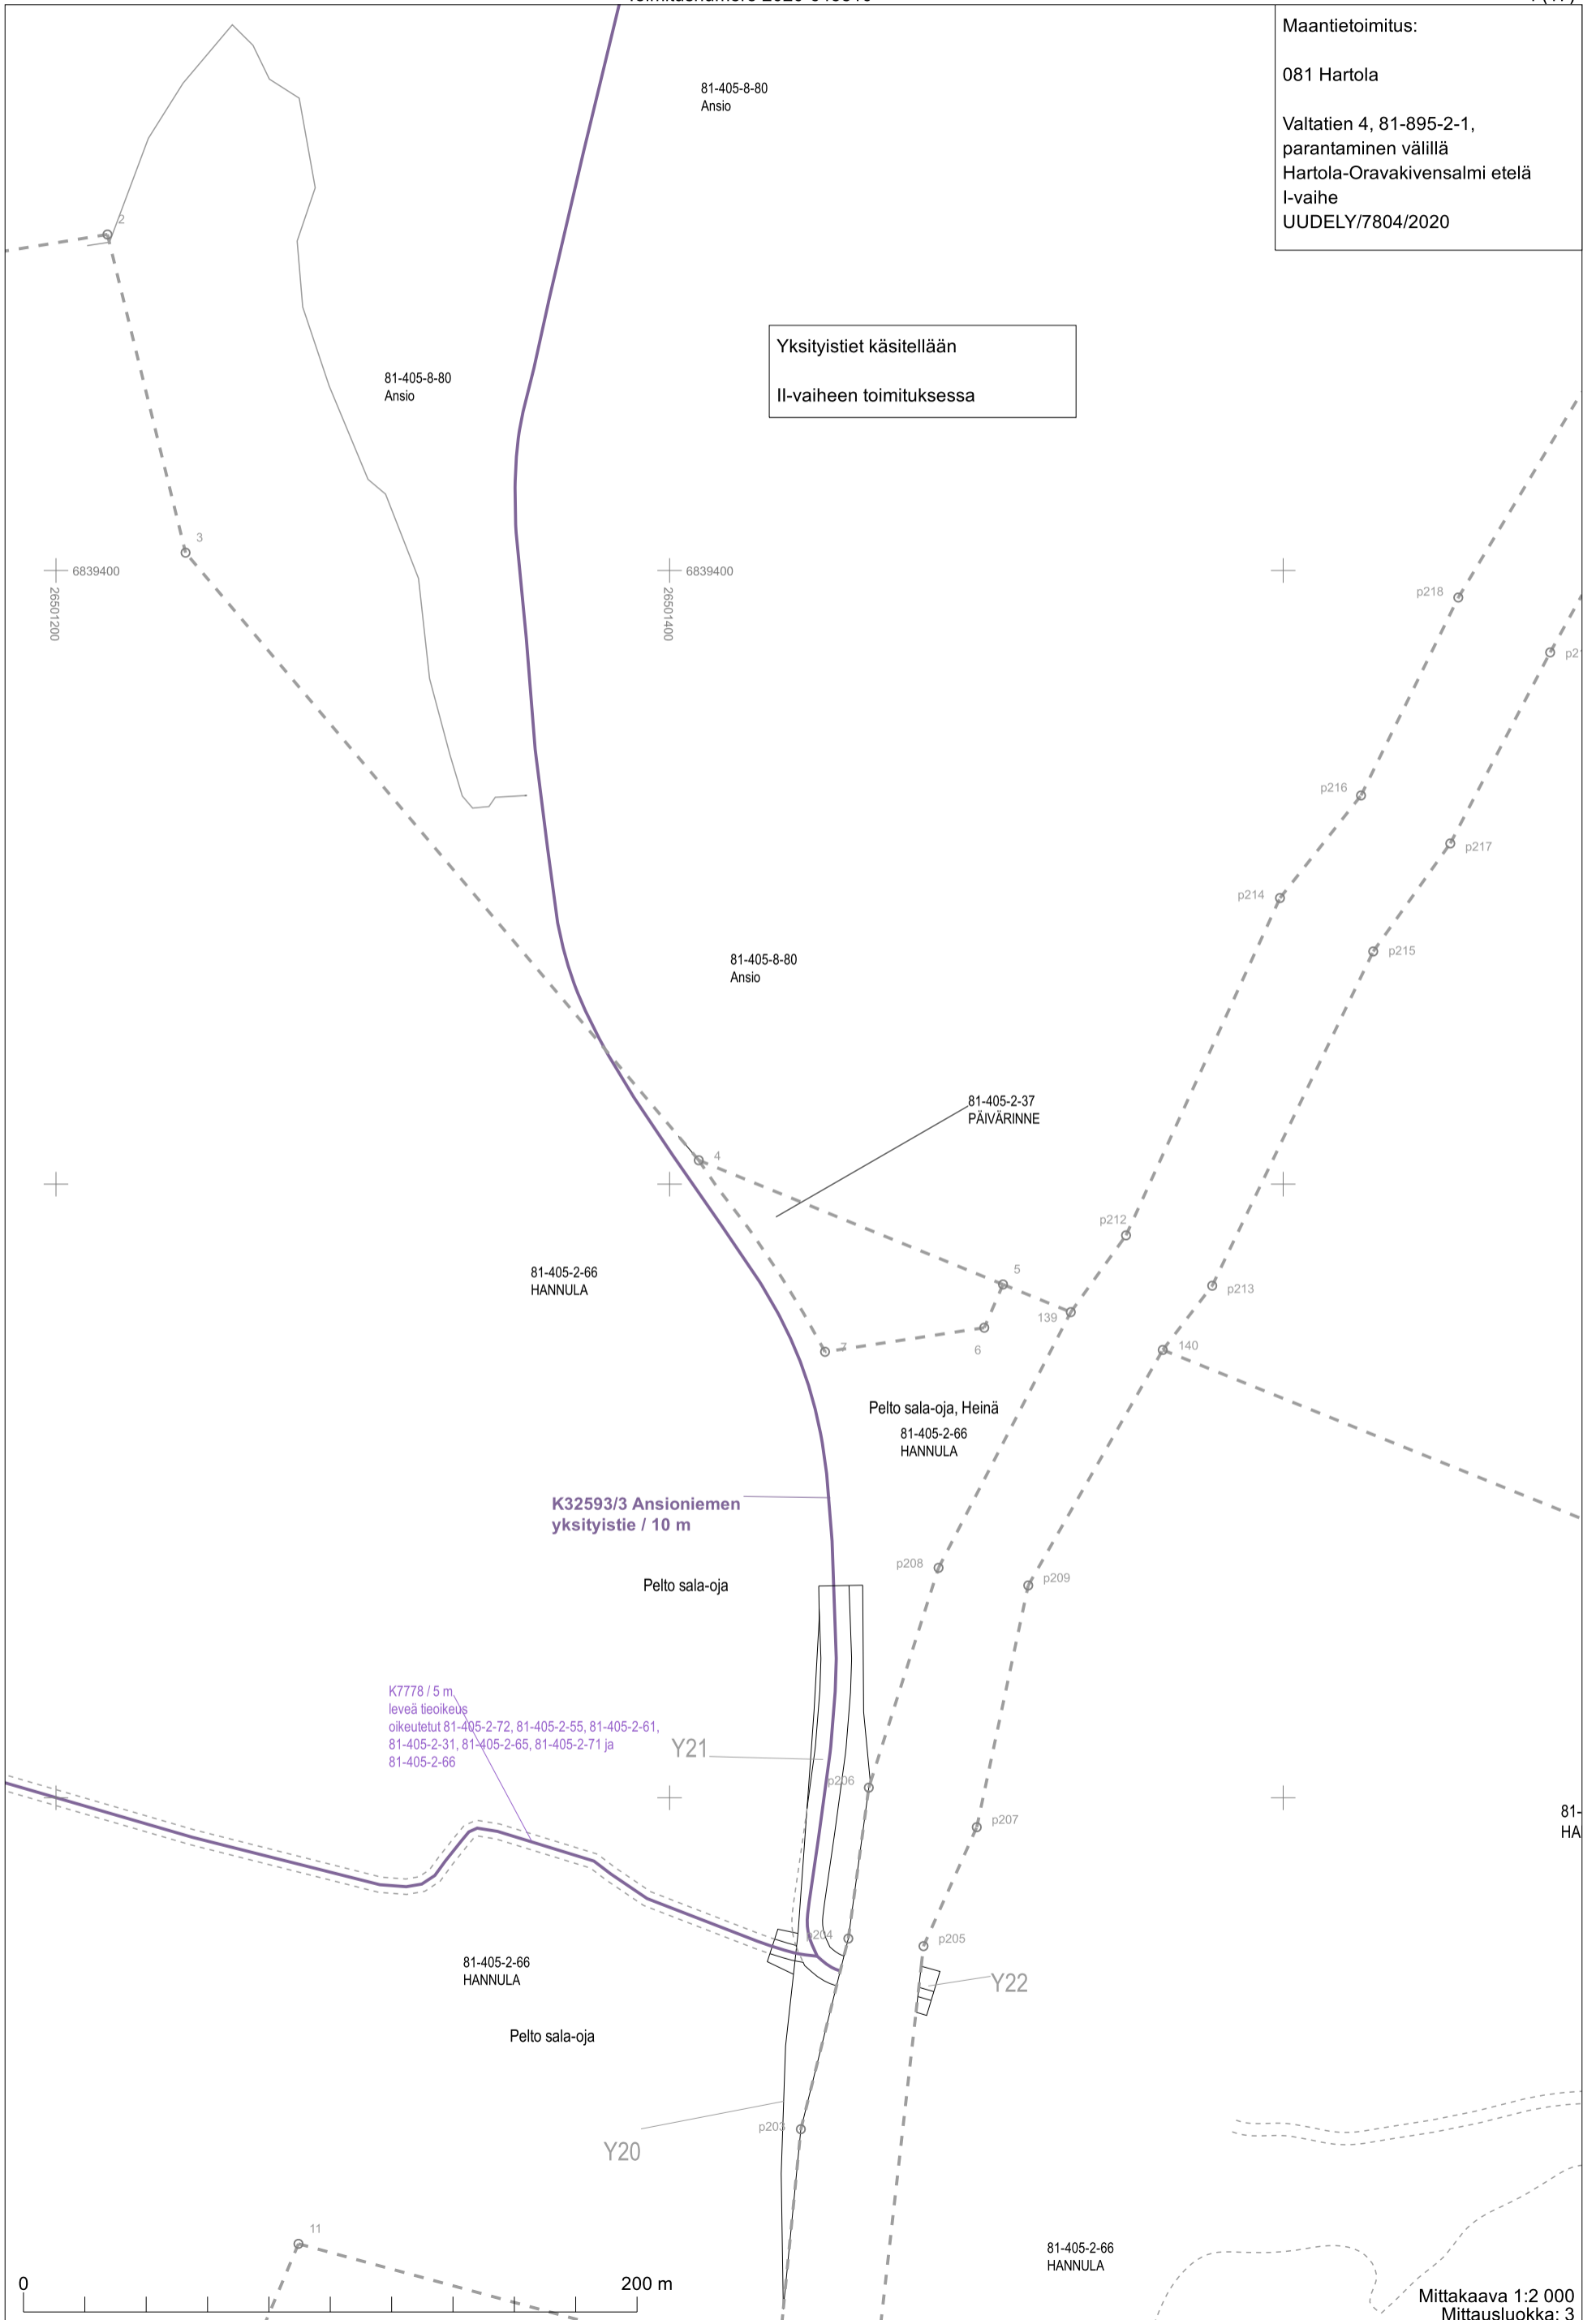 Maantietoimitus:
081 Hartola
Valtatien 4, 81-895-2-1,
parantaminen välillä
Hartola-Oravakivensalmi etelä
I-vaihe
UUDELY/7804/2020
81-405-8-80
Ansio
2
Yksityistiet käsitellään
II-vaiheen toimituksessa
81-405-8-80
Ansio
3
6839400
26501200
6839400
26501400
p218
p216
p217
p214
p215
81-405-8-80
Ansio
81-405-2-37
PÄIVÄRINNE
4
p212
5
p213
139
81-405-2-66
HANNULA
7
6
140
Pelto sala-oja, Heinä
81-405-2-66
HANNULA
K32593/3 Ansioniemen
yksityistie / 10 m
p208
p209
Pelto sala-oja
K7778 / 5 m
leveä tieoikeus
oikeutetut 81-405-2-72, 81-405-2-55, 81-405-2-61,
81-405-2-31, 81-405-2-65, 81-405-2-71 ja
81-405-2-66
Y21
p206
p207
81-
HA
p204
p205
81-405-2-66
HANNULA
Y22
Pelto sala-oja
p203
Y20
11
81-405-2-66
HANNULA
0
200 m
Mittakaava 1:2 000
Mittausluokka: 3